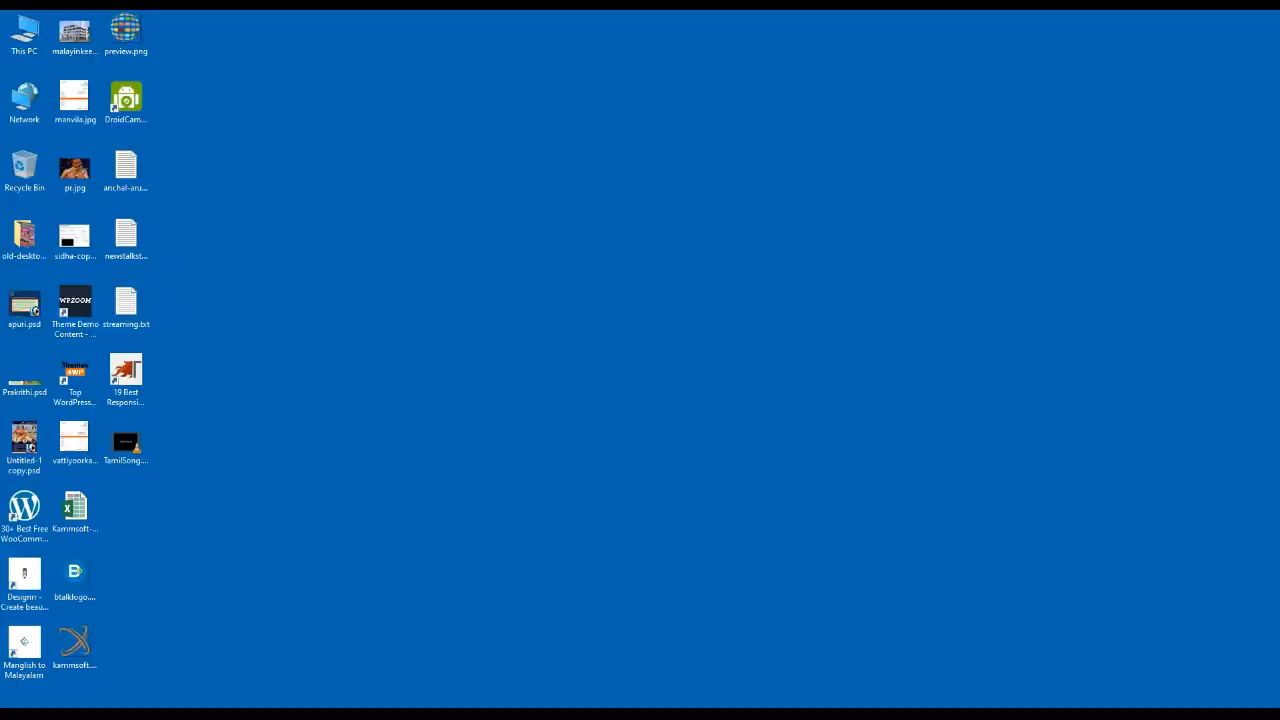 This PC
malayinkee...
preview.png
Network
manvila.jpg
DroidCam...
Recycle Bin
pr.jpg
anchal-aru...
old-deskto...
sidha-cop...
newstalkst...
apuri.psd
WPZOOM
Theme Demo
Content - ...
streaming.txt
Prakrithi.psd
Themes
4WP
Top
WordPress...
19 Best
Responsi...
Untitled-1
copy.psd
vattiyoorka...
TamilSong....
30+ Best Free
WooComm...
Kammsoft-...
Designrr -
Create beau...
btalklogo....
Manglish to
Malayalam
kammsoft....